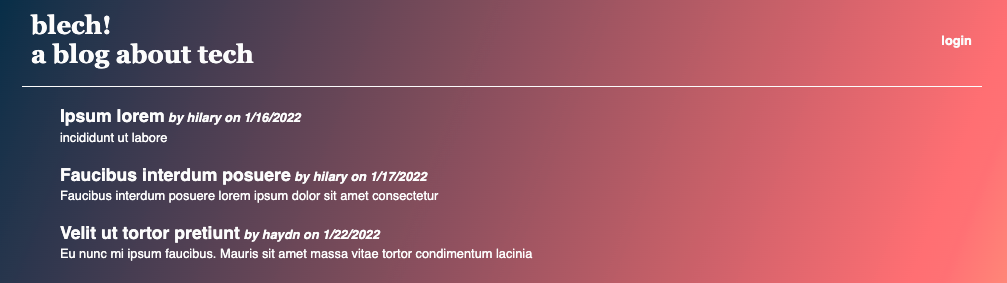 blech!
a blog about tech
login
Ipsum lorem by hilary on 1/16/2022
incididunt ut labore
Faucibus interdum posuere by hilary on 1/17/2022
Faucibus interdum posuere lorem ipsum dolor sit amet consectetur
Velit ut tortor pretiunt by haydn on 1/22/2022
Eu nunc mi ipsum faucibus. Mauris sit amet massa vitae tortor condimentum lacinia